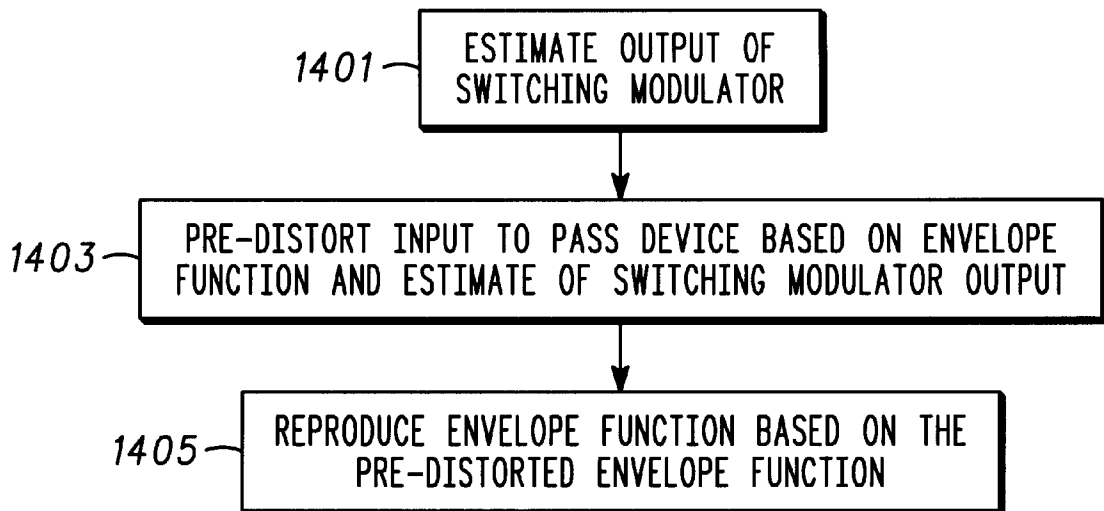 1401
ESTIMATE OUTPUT OF
SWITCHING MODULATOR
1403
PRE-DISTORT INPUT TO PASS DEVICE BASED ON ENVELOPE
FUNCTION AND ESTIMATE OF SWITCHING MODULATOR OUTPUT
1405
REPRODUCE ENVELOPE FUNCTION BASED ON THE
PRE-DISTORTED ENVELOPE FUNCTION